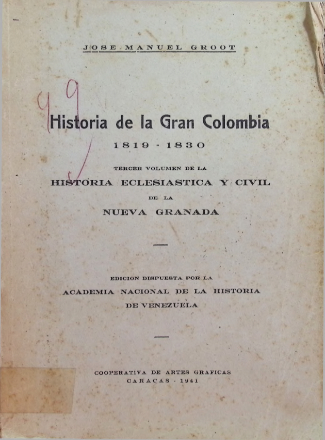 JOSE MANUEL GROOT
99
Historia de la Gran Colombia
1819 - 1830
TERCER VOLUMEN DE LA
HISTORIA ECLESIASTICA Y CIVIL
DE LA
NUEVA GRANADA
EDICION DISPUESTA POR LA
ACADEMIA NACIONAL DE LA HISTORIA
DE VENEZUELA
COOPERATIVA DE ARTES GRAFICAS
CARACAS - 1941